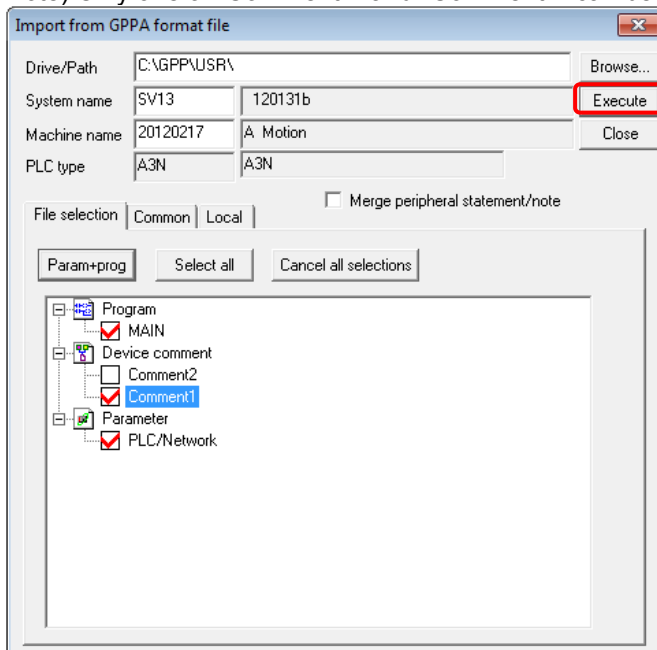 Import from GPPA format file
Drive/Path C:\GPP\USR\ Browse...
System name SV13 120131b Execute
Machine name 20120217 A Motion Close
PLC type A3N A3N
Merge peripheral statement/note
File selection Common Local
Param+prog Select all Cancel all selections
Program
MAIN
Device comment
Comment2
Comment1
Parameter
PLC/Network